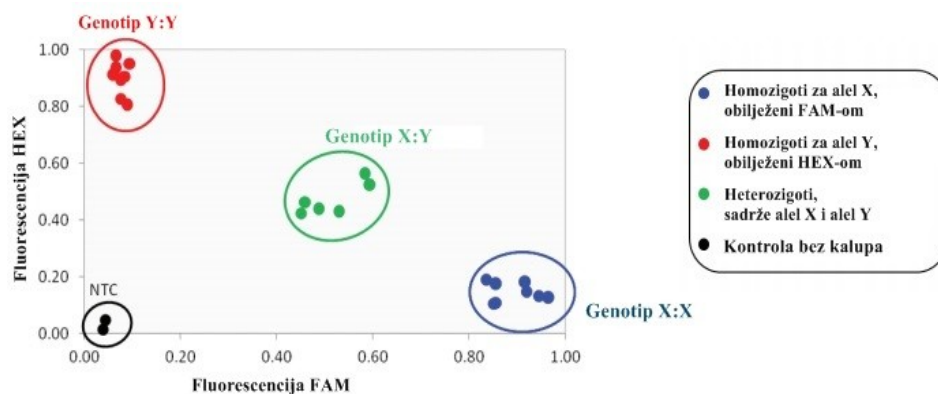 Genotip Y:Y
1.00
0.80
0.60
0.40
0.20
0.00
Fluorescencija HEX
Genotip X:Y
NTC
Genotip X:X
0.00 0.20 0.40 0.60 0.80 1.00
Fluorescencija FAM
Homozigoti za alel X,
obilježeni FAM-om
Homozigoti za alel Y,
obilježeni HEX-om
Heterozigoti,
sadrže alel X i alel Y
Kontrola bez kalupa